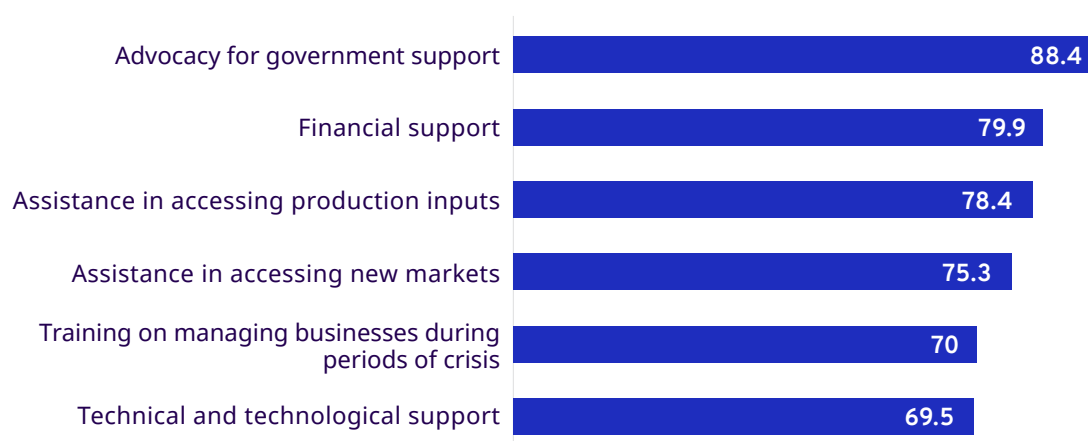 Advocacy for government support 88.4
Financial support 79.9
Assistance in accessing production inputs 78.4
Assistance in accessing new markets 75.3
Training on managing businesses during
periods of crisis 70
Technical and technological support 69.5